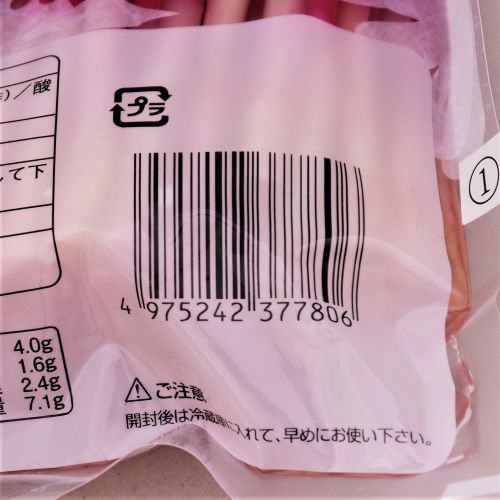 )／酸
して下
プラ
①
4 975242 377806
4.0g
1.6g
2.4g
量 7.1g
⚠ご注意
開封後は冷蔵庫に入れて、早めにお使い下さい。